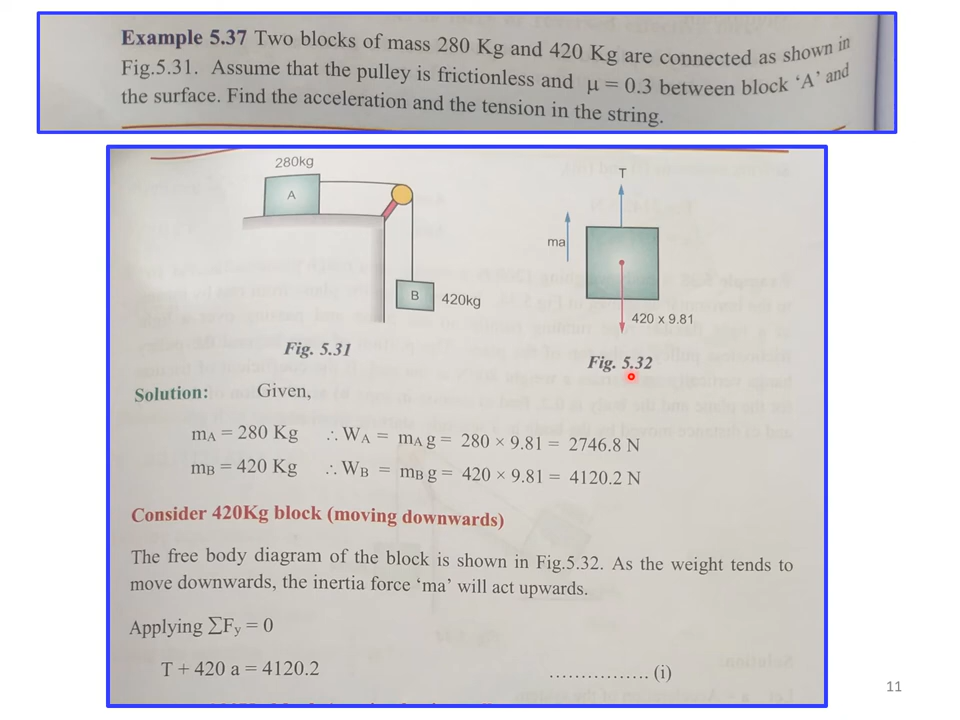 Example 5.37 Two blocks of mass 280 Kg and 420 Kg are connected as shown in
Fig.5.31. Assume that the pulley is frictionless and μ = 0.3 between block 'A' and
the surface. Find the acceleration and the tension in the string.
280kg
A
B
420kg
Fig. 5.31
T
ma
420 x 9.81
Fig. 5.32
Solution: Given,
mA = 280 Kg ∴ WA = mA g = 280 × 9.81 = 2746.8 N
mB = 420 Kg ∴ WB = mB g = 420 × 9.81 = 4120.2 N
Consider 420Kg block (moving downwards)
The free body diagram of the block is shown in Fig.5.32. As the weight tends to
move downwards, the inertia force 'ma' will act upwards.
Applying ∑Fy = 0
T + 420 a = 4120.2 ................ (i)
11